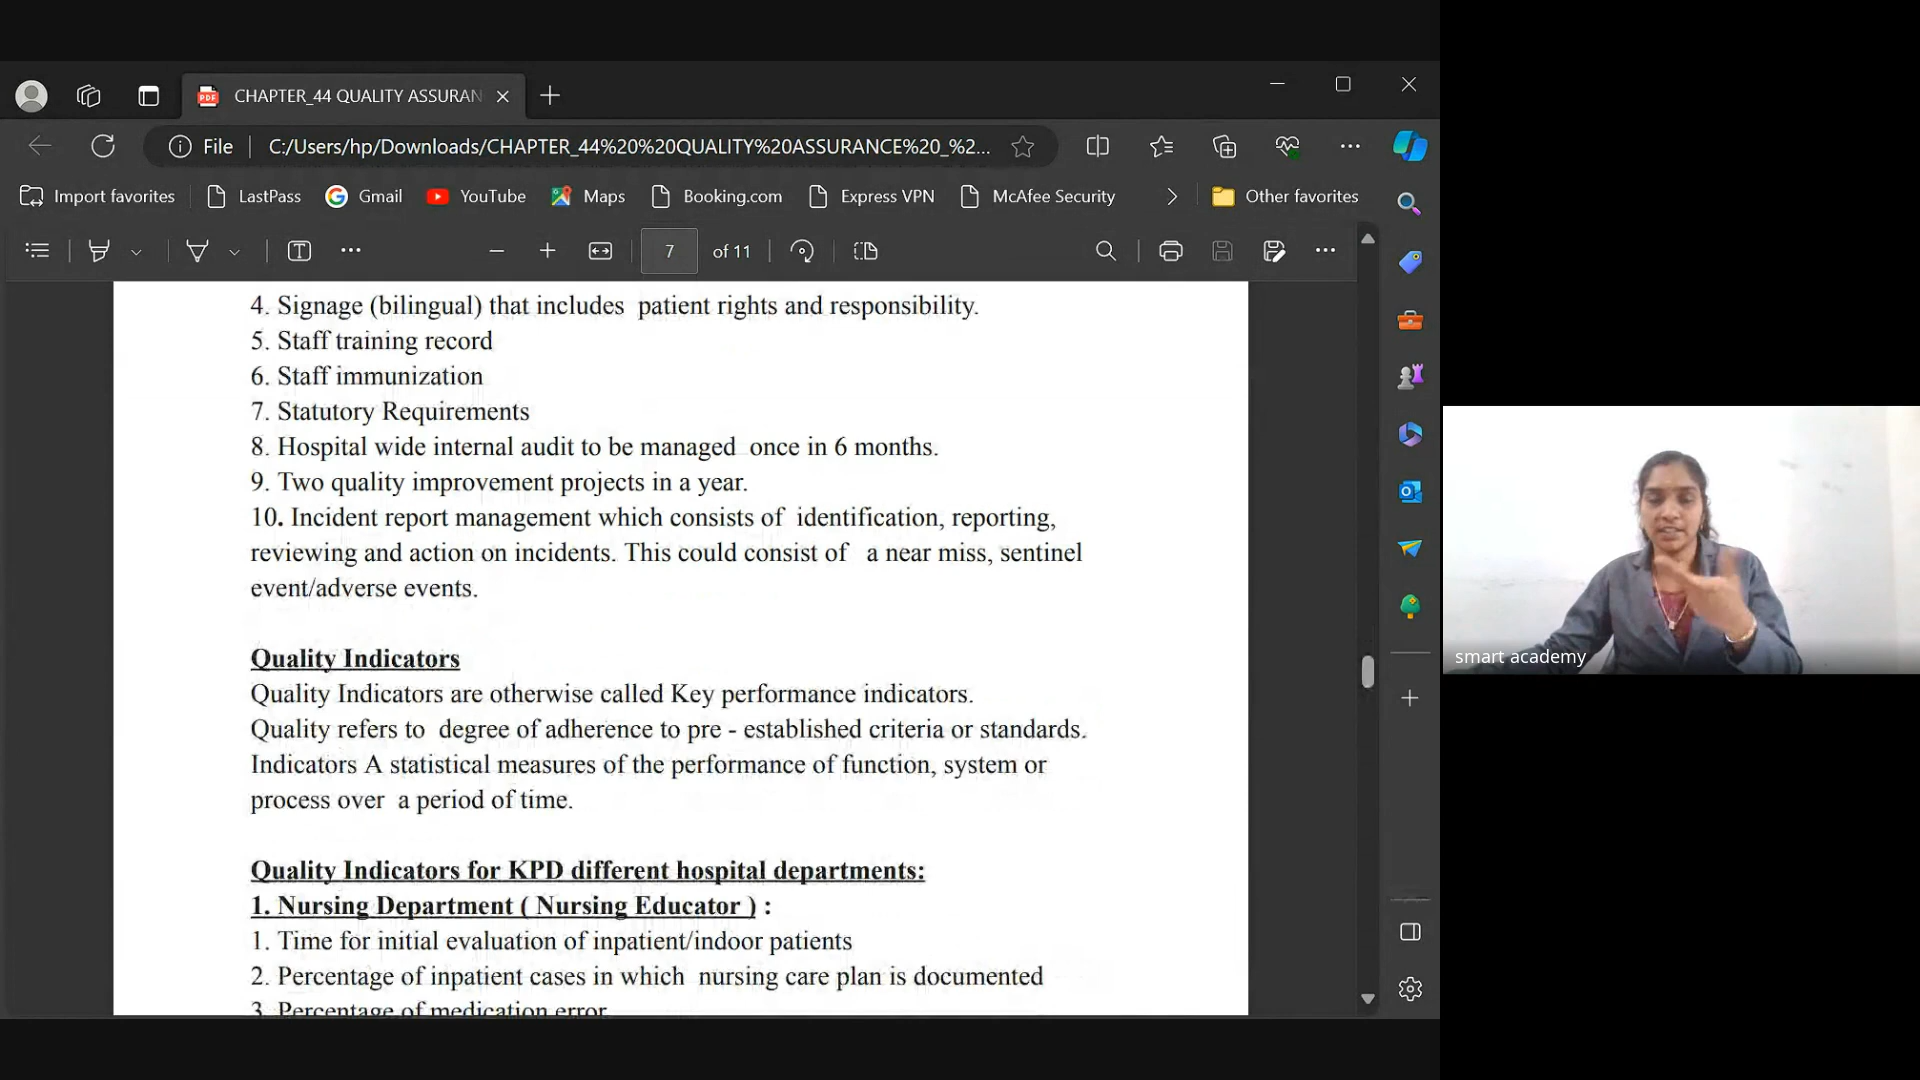 CHAPTER_44 QUALITY ASSURAN
File
C:/Users/hp/Downloads/CHAPTER_44%20%20QUALITY%20ASSURANCE%20_%2...
Import favorites
LastPass
Gmail
YouTube
Maps
Booking.com
Express VPN
McAfee Security
Other favorites
7 of 11
4. Signage (bilingual) that includes patient rights and responsibility.
5. Staff training record
6. Staff immunization
7. Statutory Requirements
8. Hospital wide internal audit to be managed once in 6 months.
9. Two quality improvement projects in a year.
10. Incident report management which consists of identification, reporting,
reviewing and action on incidents. This could consist of a near miss, sentinel
event/adverse events.
Quality Indicators
Quality Indicators are otherwise called Key performance indicators.
Quality refers to degree of adherence to pre - established criteria or standards.
Indicators A statistical measures of the performance of function, system or
process over a period of time.
Quality Indicators for KPD different hospital departments:
1. Nursing Department ( Nursing Educator ) :
1. Time for initial evaluation of inpatient/indoor patients
2. Percentage of inpatient cases in which nursing care plan is documented
3. Percentage of medication error
smart academy